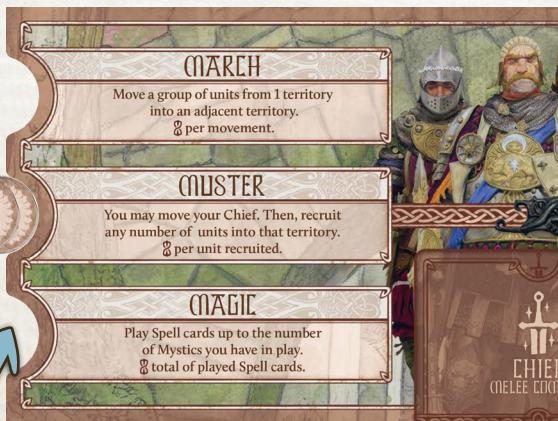 MARCH
Move a group of units from 1 territory
into an adjacent territory.
per movement.
MUSTER
You may move your Chief. Then, recruit
any number of units into that territory.
per unit recruited.
MAGIC
Play Spell cards up to the number
of Mystics you have in play.
total of played Spell cards.
CHIEF
MELEE